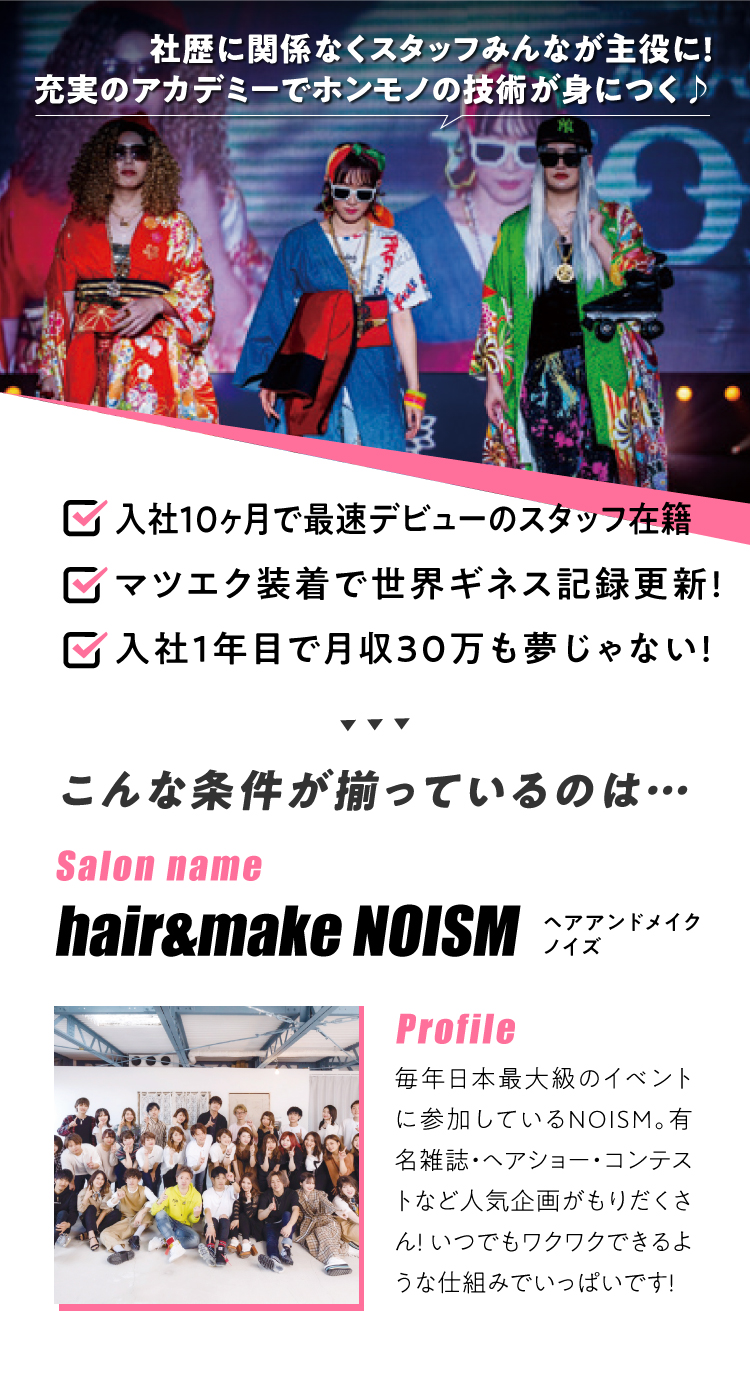 社歴に関係なくスタッフみんなが主役に!
充実のアカデミーでホンモノの技術が身につく♪
入社10ヶ月で最速デビューのスタッフ在籍
マツエク装着で世界ギネス記録更新!
入社1年目で月収30万も夢じゃない!
こんな条件が揃っているのは…
Salon name
hair&make NOISM
ヘアアンドメイク
ノイズ
Profile
毎年日本最大級のイベント
に参加しているNOISM。有
名雑誌・ヘアショー・コンテス
トなど人気企画がもりだくさ
ん! いつでもワクワクできるよ
うな仕組みでいっぱいです!